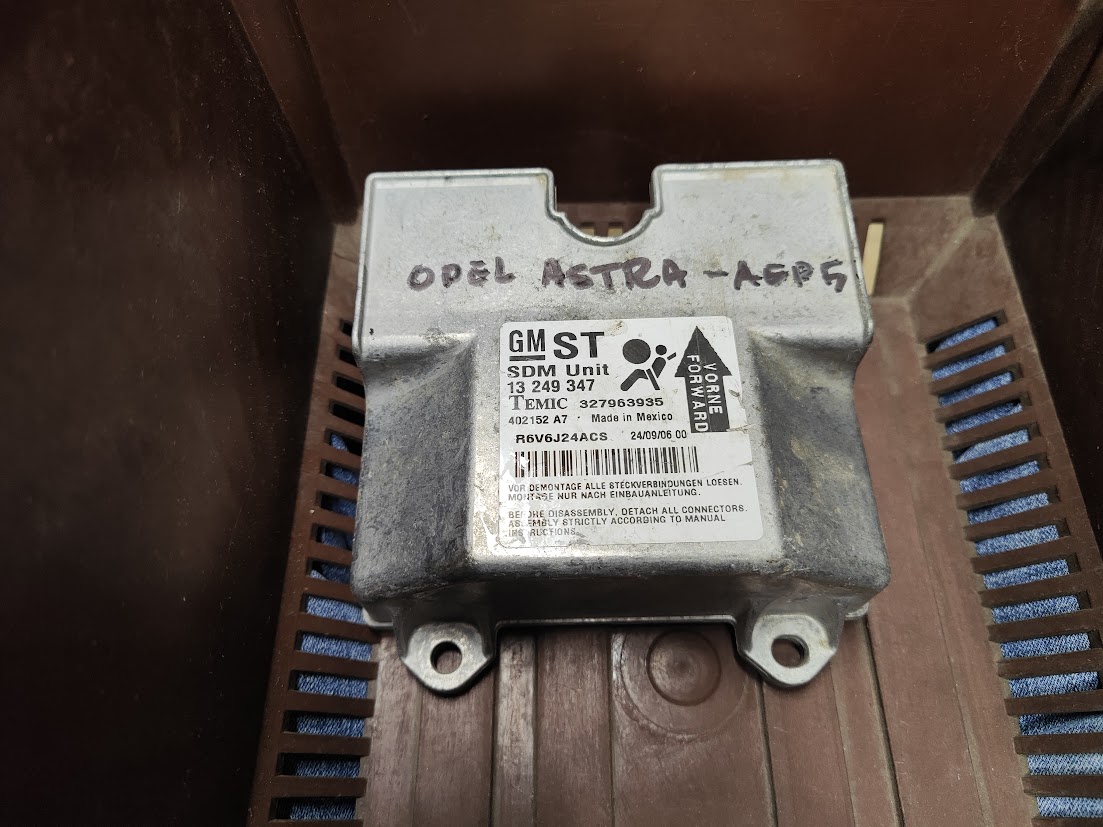 OPEL ASTRA - AEP5
GM ST
SDM Unit
13 249 347
TEMIC 327963935
402152 A7 · Made in Mexico
R6V6J24ACS 24/09/06 00
VORNE
FORWARD
VOR DEMONTAGE ALLE STECKVERBINDUNGEN LOESEN.
MONTAGE NUR NACH EINBAUANLEITUNG.
BEFORE DISASSEMBLY, DETACH ALL CONNECTORS.
ASSEMBLY STRICTLY ACCORDING TO MANUAL
INSTRUCTIONS.